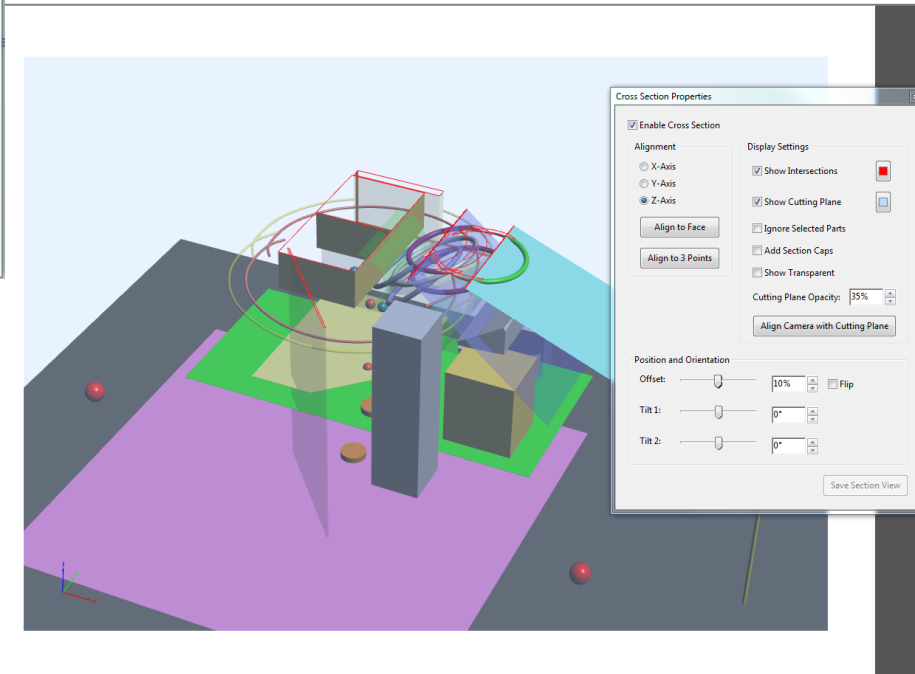 Cross Section Properties
Enable Cross Section
Alignment
X-Axis
Y-Axis
Z-Axis
Align to Face
Align to 3 Points
Display Settings
Show Intersections
Show Cutting Plane
Ignore Selected Parts
Add Section Caps
Show Transparent
Cutting Plane Opacity: 35%
Align Camera with Cutting Plane
Position and Orientation
Offset: 10% Flip
Tilt 1: 0°
Tilt 2: 0°
Save Section View